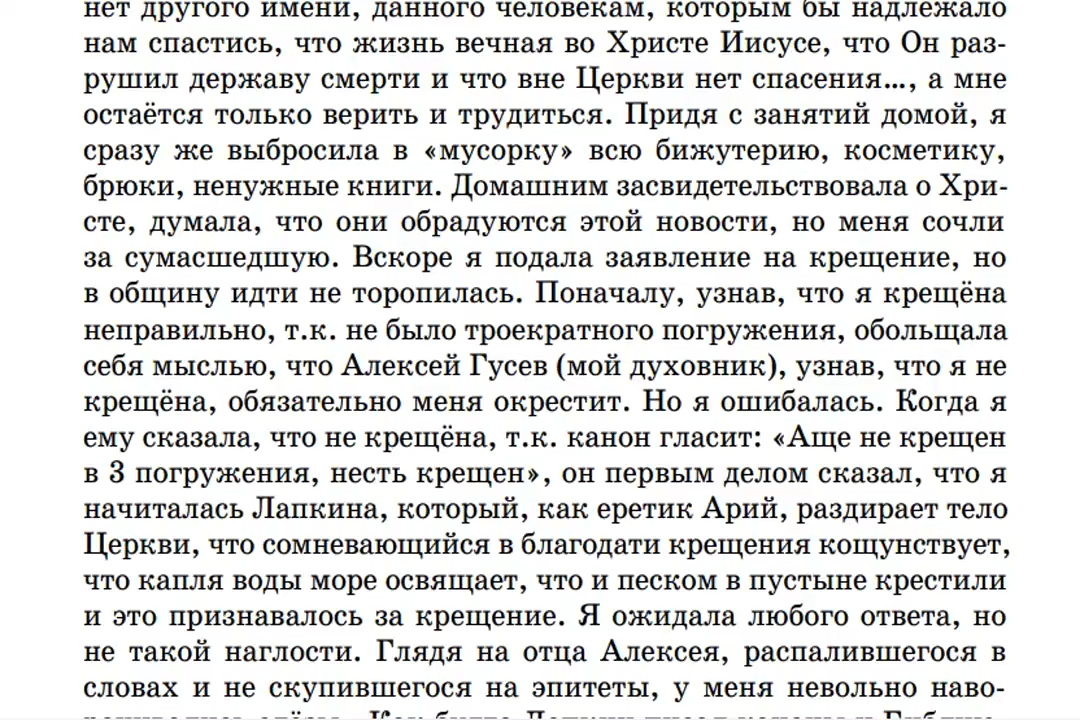 нет другого имени, данного человекам, которым бы надлежало
нам спастись, что жизнь вечная во Христе Иисусе, что Он раз-
рушил державу смерти и что вне Церкви нет спасения..., а мне
остаётся только верить и трудиться. Придя с занятий домой, я
сразу же выбросила в «мусорку» всю бижутерию, косметику,
брюки, ненужные книги. Домашним засвидетельствовала о Хри-
сте, думала, что они обрадуются этой новости, но меня сочли
за сумасшедшую. Вскоре я подала заявление на крещение, но
в общину идти не торопилась. Поначалу, узнав, что я крещёна
неправильно, т.к. не было троекратного погружения, обольщала
себя мыслью, что Алексей Гусев (мой духовник), узнав, что я не
крещёна, обязательно меня окрестит. Но я ошибалась. Когда я
ему сказала, что не крещёна, т.к. канон гласит: «Аще не крещен
в 3 погружения, несть крещен», он первым делом сказал, что я
начиталась Лапкина, который, как еретик Арий, раздирает тело
Церкви, что сомневающийся в благодати крещения кощунствует,
что капля воды море освящает, что и песком в пустыне крестили
и это признавалось за крещение. Я ожидала любого ответа, но
не такой наглости. Глядя на отца Алексея, распалившегося в
словах и не скупившегося на эпитеты, у меня невольно наво-